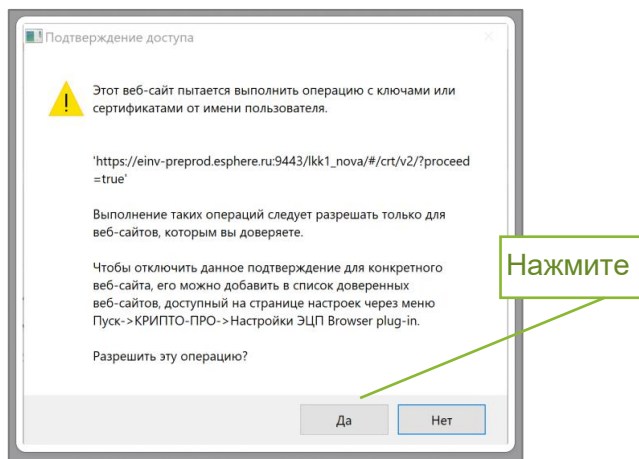 Подтверждение доступа
Этот веб-сайт пытается выполнить операцию с ключами или
сертификатами от имени пользователя.
'https://einv-preprod.esphere.ru:9443/lkk1_nova/#/crt/v2/?proceed
=true'
Выполнение таких операций следует разрешать только для
веб-сайтов, которым вы доверяете.
Чтобы отключить данное подтверждение для конкретного
веб-сайта, его можно добавить в список доверенных
веб-сайтов, доступный на странице настроек через меню
Пуск->КРИПТО-ПРО->Настройки ЭЦП Browser plug-in.
Нажмите
Разрешить эту операцию?
Да
Нет